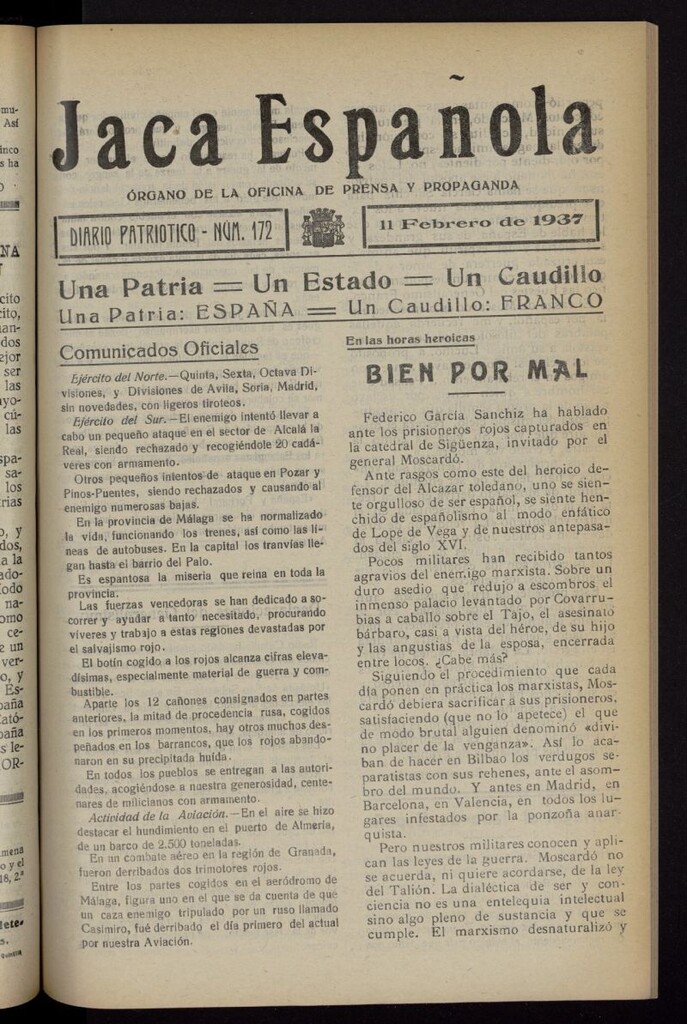 Jaca Española
ÓRGANO DE LA OFICINA DE PRENSA Y PROPAGANDA
DIARIO PATRIOTICO - NÚM. 172
11 Febrero de 1937
Una Patria = Un Estado = Un Caudillo
Una Patria: ESPAÑA = Un Caudillo: FRANCO
Comunicados Oficiales
Ejército del Norte.—Quinta, Sexta, Octava Di-
visiones, y Divisiones de Avila, Soria, Madrid,
sin novedades, con ligeros tiroteos.
Ejército del Sur.—El enemigo intentó llevar a
cabo un pequeño ataque en el sector de Alcalá la
Real, siendo rechazado y recogiéndole 20 cadá-
veres con armamento.
Otros pequeños intentos de ataque en Pozar y
Pinos-Puentes, siendo rechazados y causando al
enemigo numerosas bajas.
En la provincia de Málaga se ha normalizado
la vida, funcionando los trenes, así como las lí-
neas de autobuses. En la capital los tranvías lle-
gan hasta el barrio del Palo.
Es espantosa la miseria que reina en toda la
provincia.
Las fuerzas vencedoras se han dedicado a so-
correr y ayudar a tanto necesitado, procurando
víveres y trabajo a estas regiones devastadas por
el salvajismo rojo.
El botín cogido a los rojos alcanza cifras eleva-
dísimas, especialmente material de guerra y com-
bustible.
Aparte los 12 cañones consignados en partes
anteriores, la mitad de procedencia rusa, cogidos
en los primeros momentos, hay otros muchos des-
peñados en los barrancos, que los rojos abando-
naron en su precipitada huída.
En todos los pueblos se entregan a las autori-
dades, acogiéndose a nuestra generosidad, cente-
nares de milicianos con armamento.
Actividad de la Aviación.—En el aire se hizo
destacar el hundimiento en el puerto de Almería,
de un barco de 2.500 toneladas.
En un combate aéreo en la región de Granada,
fueron derribados dos trimotores rojos.
Entre los partes cogidos en el aeródromo de
Málaga, figura uno en el que se da cuenta de que
un caza enemigo tripulado por un ruso llamado
Casimiro, fué derribado el día primero del actual
por nuestra Aviación.
En las horas heroicas
BIEN POR MAL
Federico García Sanchiz ha hablado
ante los prisioneros rojos capturados en
la catedral de Sigüenza, invitado por el
general Moscardó.
Ante rasgos como este del heroico de-
fensor del Alcazar toledano, uno se sien-
te orgulloso de ser español, se siente hen-
chido de españolismo al modo enfático
de Lope de Vega y de nuestros antepasa-
dos del siglo XVI.
Pocos militares han recibido tantos
agravios del enemigo marxista. Sobre un
duro asedio que redujo a escombros el
inmenso palacio levantado por Covarru-
bias a caballo sobre el Tajo, el asesinato
bárbaro, casi a vista del héroe, de su hijo
y las angustias de la esposa, encerrada
entre locos. ¿Cabe más?
Siguiendo el procedimiento que cada
día ponen en práctica los marxistas, Mos-
cardó debiera sacrificar a sus prisioneros,
satisfaciendo (que no lo apetece) el que
de modo brutal alguien denominó «divi-
no placer de la venganza». Así lo aca-
ban de hacer en Bilbao los verdugos se-
paratistas con sus rehenes, ante el asom-
bro del mundo. Y antes en Madrid, en
Barcelona, en Valencia, en todos los lu-
gares infestados por la ponzoña anar-
quista.
Pero nuestros militares conocen y apli-
can las leyes de la guerra. Moscardó no
se acuerda, ni quiere acordarse, de la ley
del Talión. La dialéctica de ser y con-
ciencia no es una entelequia intelectual
sino algo pleno de sustancia y que se
cumple. El marxismo desnaturalizó y